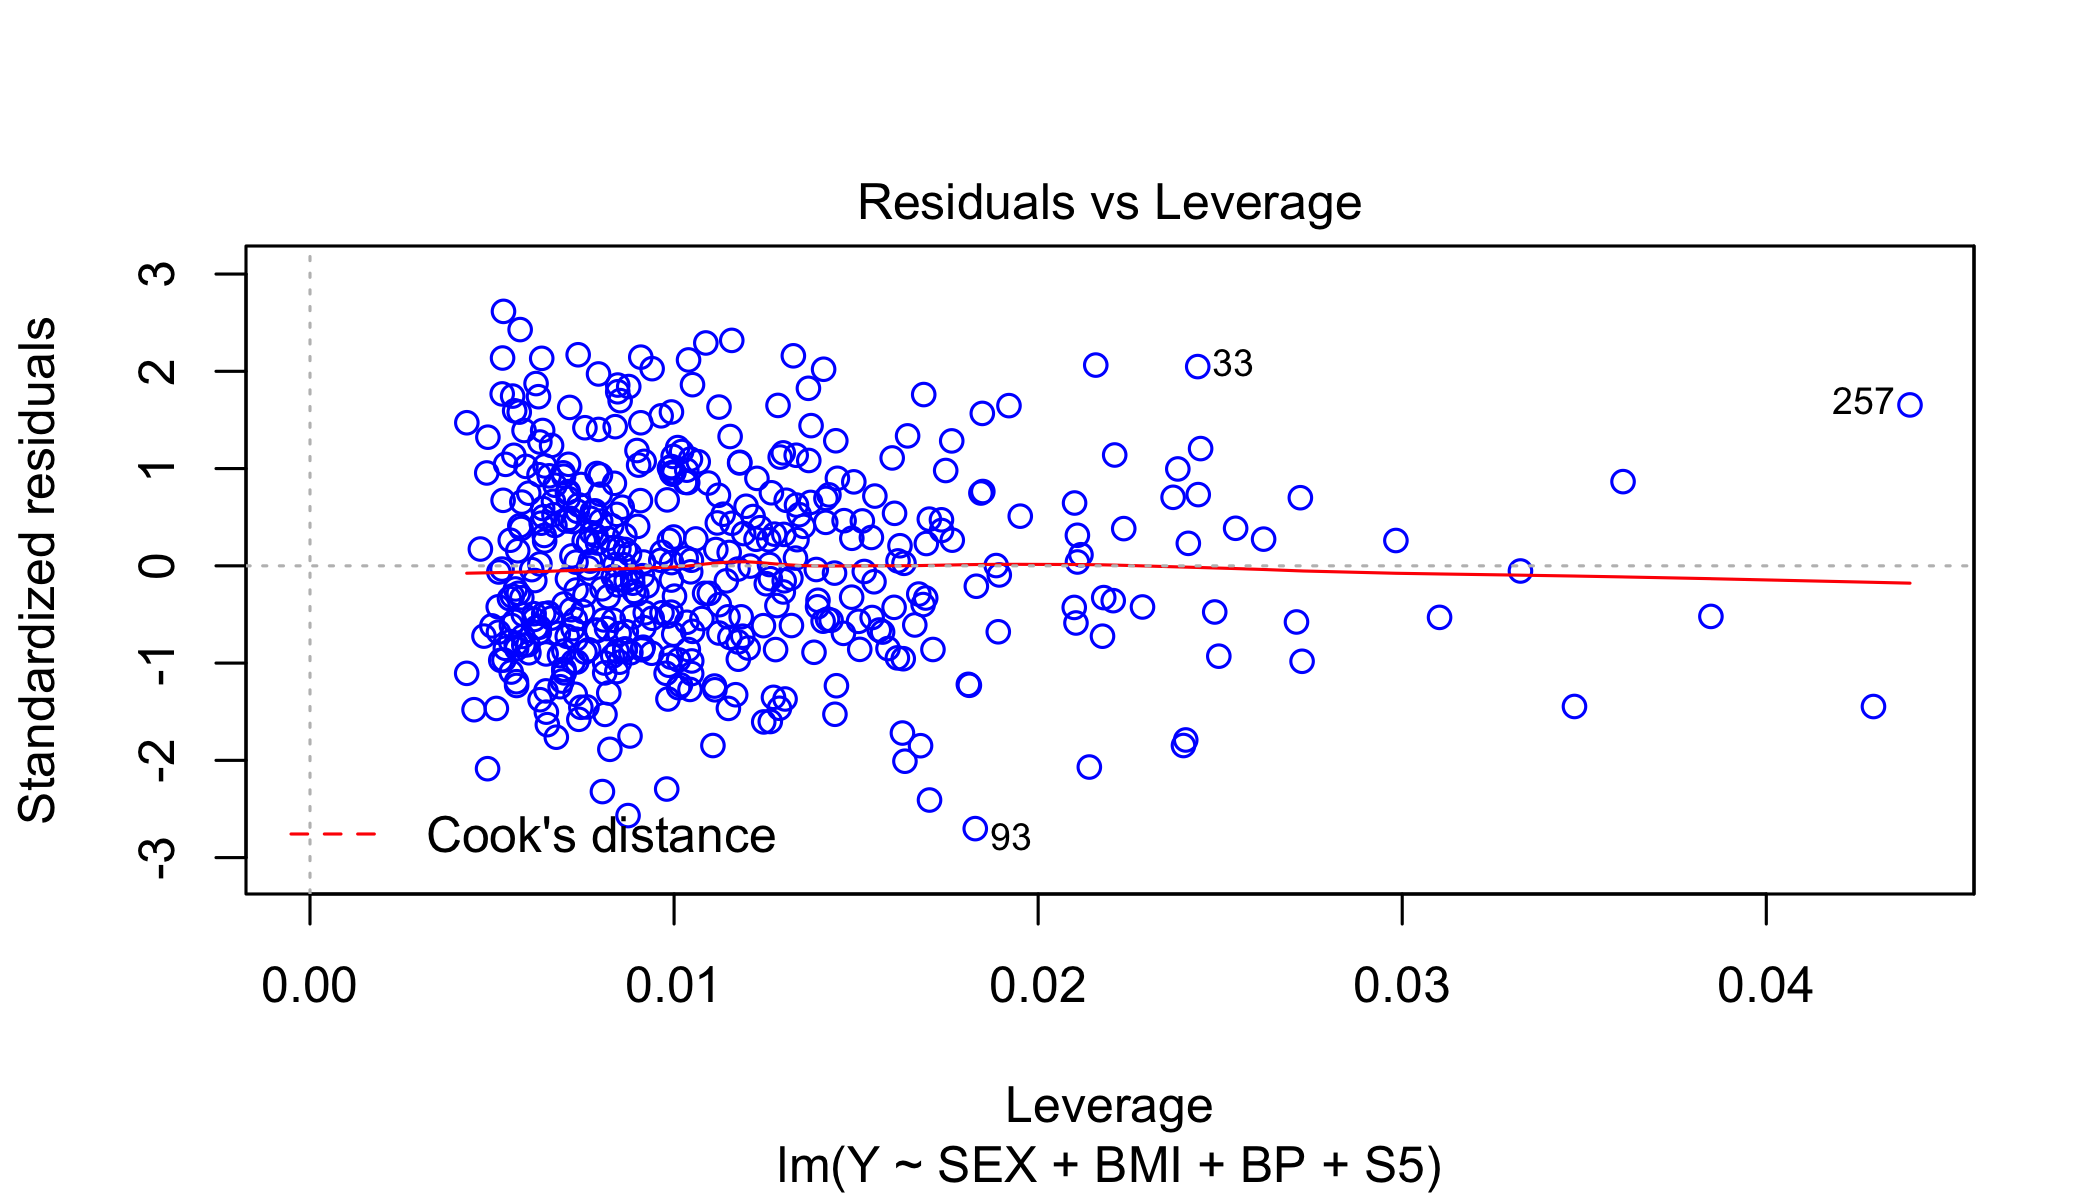 Residuals vs Leverage
Standardized residuals
3
2
1
0
-1
-2
-3
33
257
93
Cook's distance
0.00 0.01 0.02 0.03 0.04
Leverage
lm(Y ~ SEX + BMI + BP + S5)